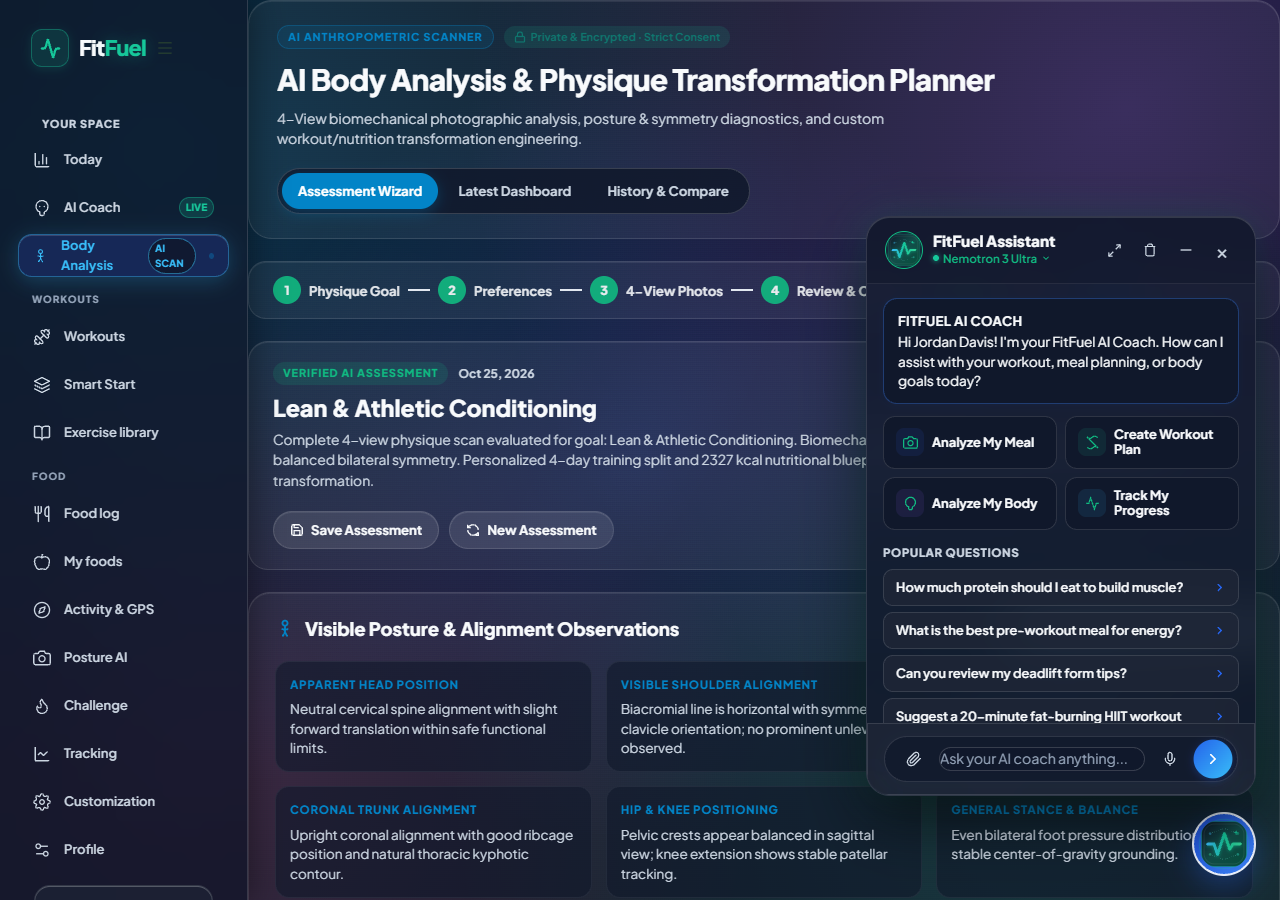 FitFuel
YOUR SPACE
Today
AI Coach
LIVE
Body
Analysis
AI
SCAN
WORKOUTS
Workouts
Smart Start
Exercise library
FOOD
Food log
My foods
Activity & GPS
Posture AI
Challenge
Tracking
Customization
Profile
AI ANTHROPOMETRIC SCANNER
Private & Encrypted · Strict Consent
AI Body Analysis & Physique Transformation Planner
4–View biomechanical photographic analysis, posture & symmetry diagnostics, and custom
workout/nutrition transformation engineering.
Assessment Wizard
Latest Dashboard
History & Compare
1 Physique Goal
2 Preferences
3 4–View Photos
4 Review & C
VERIFIED AI ASSESSMENT
Oct 25, 2026
Lean & Athletic Conditioning
Complete 4–view physique scan evaluated for goal: Lean & Athletic Conditioning. Biomecha
balanced bilateral symmetry. Personalized 4–day training split and 2327 kcal nutritional bluep
transformation.
Save Assessment
New Assessment
Visible Posture & Alignment Observations
APPARENT HEAD POSITION
Neutral cervical spine alignment with slight
forward translation within safe functional
limits.
VISIBLE SHOULDER ALIGNMENT
Biacromial line is horizontal with symme
clavicle orientation; no prominent unlev
observed.
CORONAL TRUNK ALIGNMENT
Upright coronal alignment with good ribcage
position and natural thoracic kyphotic
contour.
HIP & KNEE POSITIONING
Pelvic crests appear balanced in sagittal
view; knee extension shows stable patellar
tracking.
GENERAL STANCE & BALANCE
Even bilateral foot pressure distribution
stable center-of-gravity grounding.
FitFuel Assistant
Nemotron 3 Ultra
FITFUEL AI COACH
Hi Jordan Davis! I'm your FitFuel AI Coach. How can I
assist with your workout, meal planning, or body
goals today?
Analyze My Meal
Create Workout
Plan
Analyze My Body
Track My
Progress
POPULAR QUESTIONS
How much protein should I eat to build muscle?
What is the best pre-workout meal for energy?
Can you review my deadlift form tips?
Suggest a 20–minute fat-burning HIIT workout
Ask your AI coach anything...